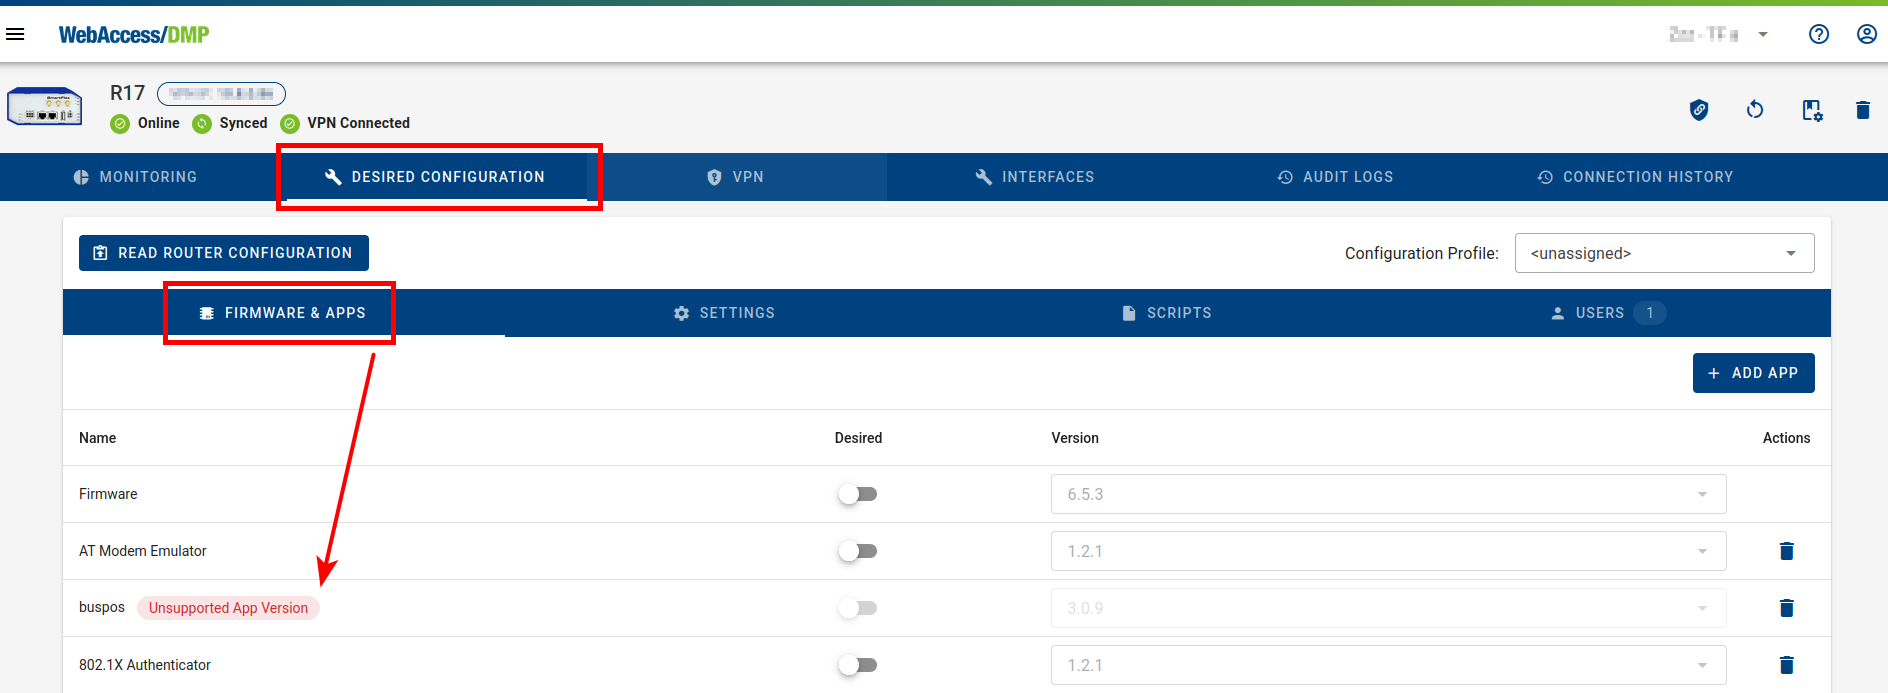 WebAccess/DMP
R17
Online Synced VPN Connected
MONITORING DESIRED CONFIGURATION VPN INTERFACES AUDIT LOGS CONNECTION HISTORY
READ ROUTER CONFIGURATION Configuration Profile: <unassigned>
FIRMWARE & APPS SETTINGS SCRIPTS USERS 1
+ ADD APP
Name Desired Version Actions
Firmware 6.5.3
AT Modem Emulator 1.2.1
buspos Unsupported App Version 3.0.9
802.1X Authenticator 1.2.1